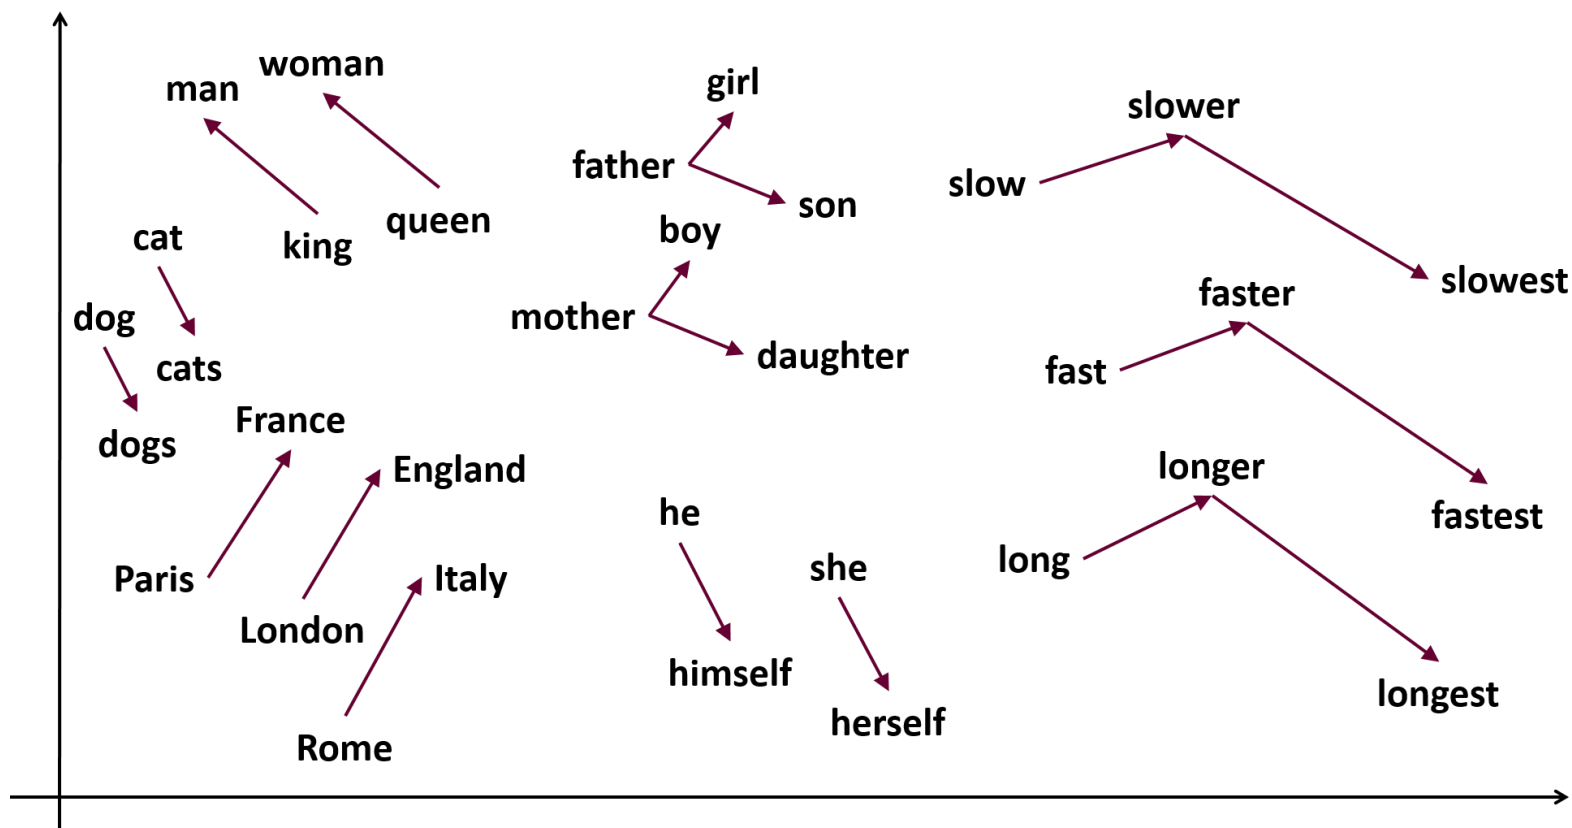 man
woman
king
queen
cat
cats
dog
dogs
France
Paris
England
London
Italy
Rome
girl
father
son
boy
mother
daughter
he
himself
she
herself
slower
slow
slowest
faster
fast
fastest
longer
long
longest